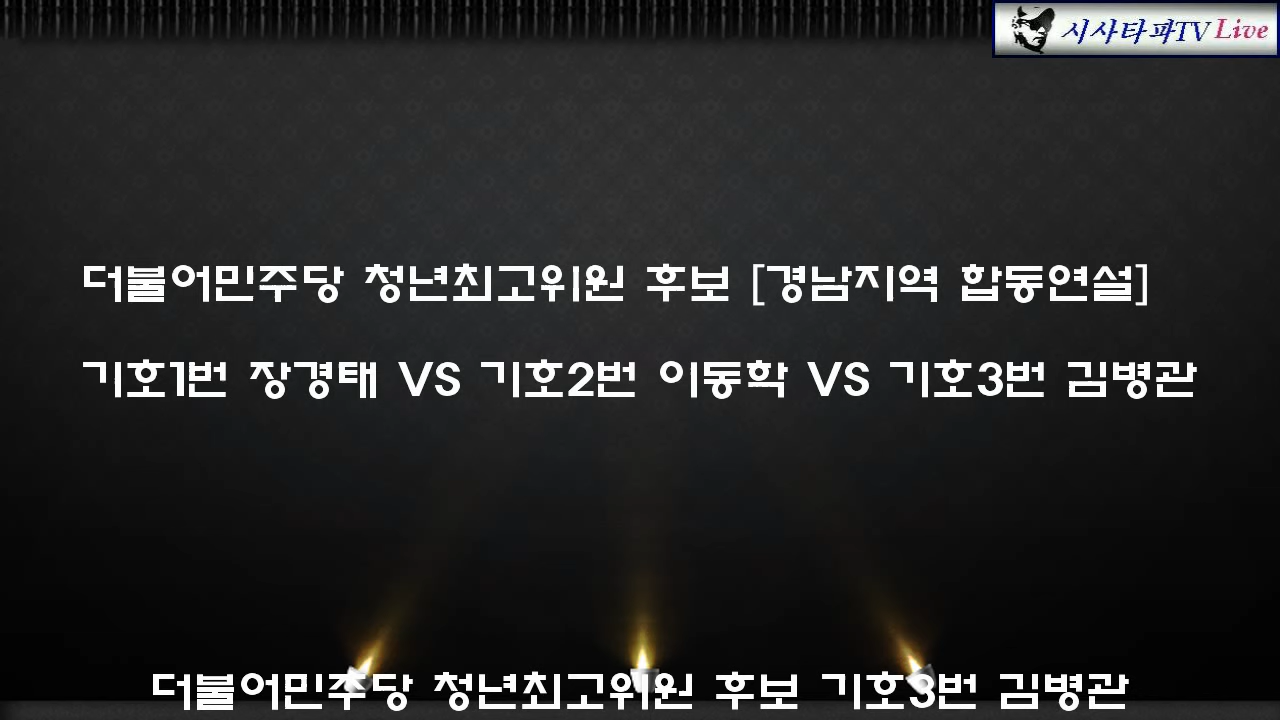 시사타파TV Live
더불어민주당 청년최고위원 후보 [경남지역 합동연설]
기호1번 장경태 VS 기호2번 이동학 VS 기호3번 김병관
더불어민주당 청년최고위원 후보 기호3번 김병관